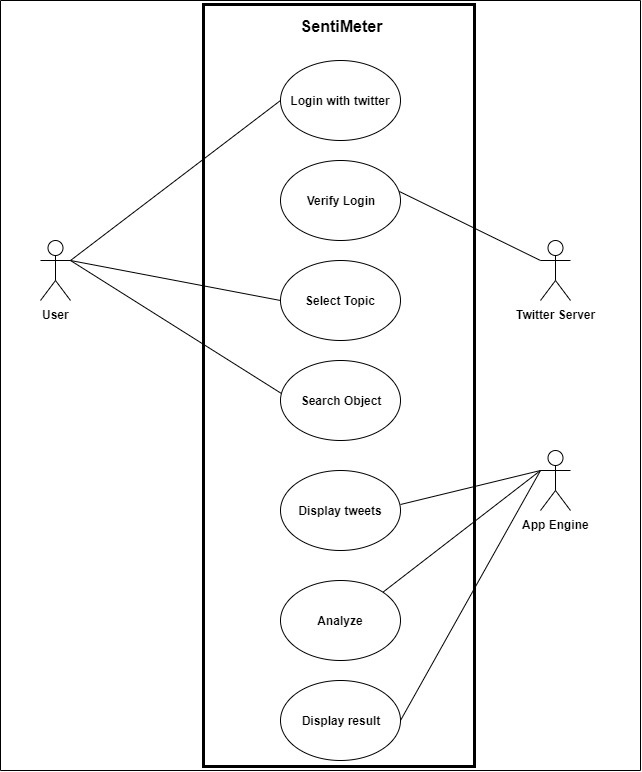 SentiMeter
Login with twitter
Verify Login
User
Select Topic
Twitter Server
Search Object
Display tweets
App Engine
Analyze
Display result